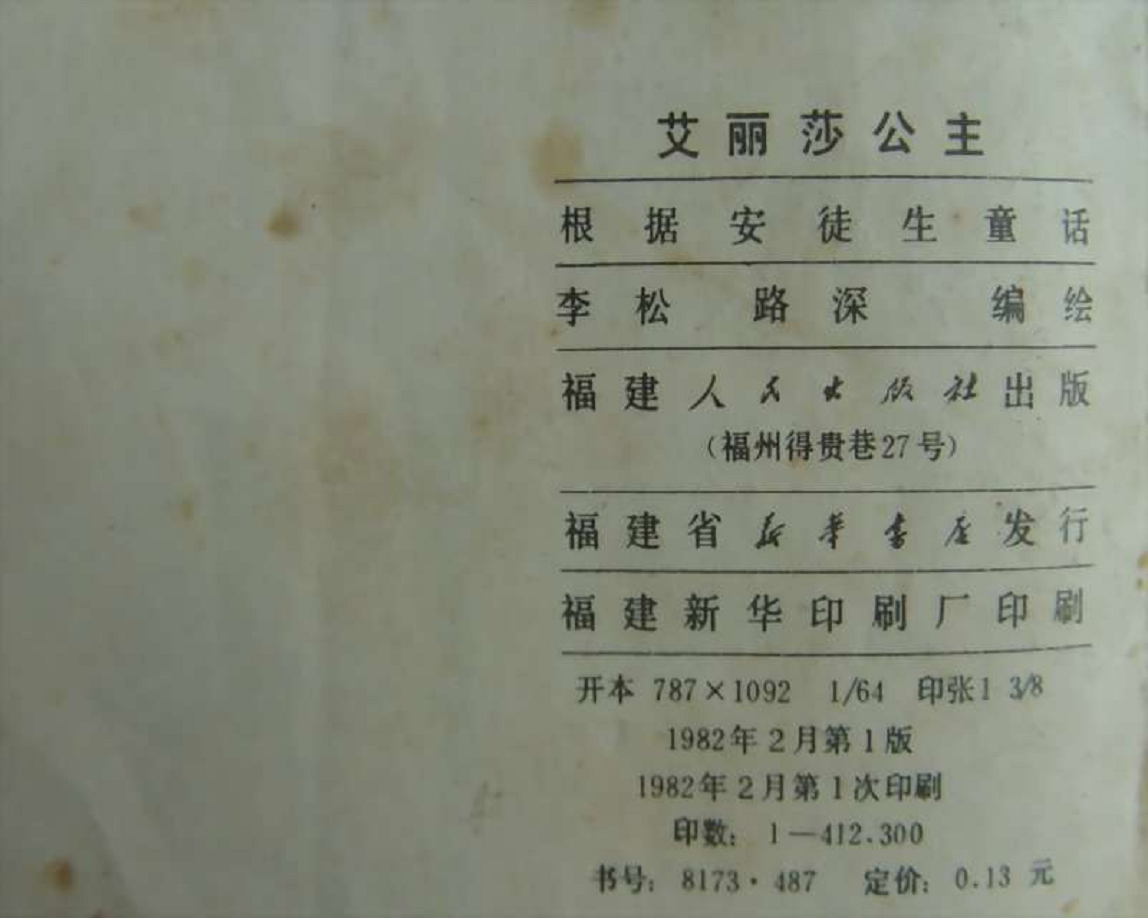 艾丽莎公主
根据安徒生童话
李松 路深 编绘
福建人民出版社出版
（福州得贵巷27号）
福建省新华书店发行
福建新华印刷厂印刷
开本 787×1092 1/64 印张1 3/8
1982年2月第1版
1982年2月第1次印刷
印数：1—412.300
书号：8173·487 定价：0.13 元